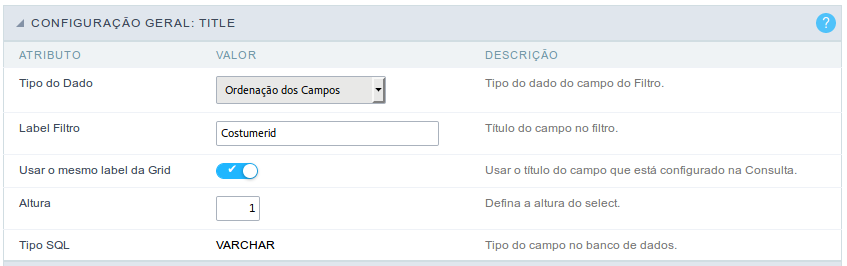 CONFIGURAÇÃO GERAL: TITLE ?
ATRIBUTO VALOR DESCRIÇÃO
Tipo do Dado Ordenação dos Campos Tipo do dado do campo do Filtro.
Label Filtro Costumerid Título do campo no filtro.
Usar o mesmo label da Grid Usar o título do campo que está configurado na Consulta.
Altura 1 Defina a altura do select.
Tipo SQL VARCHAR Tipo do campo no banco de dados.